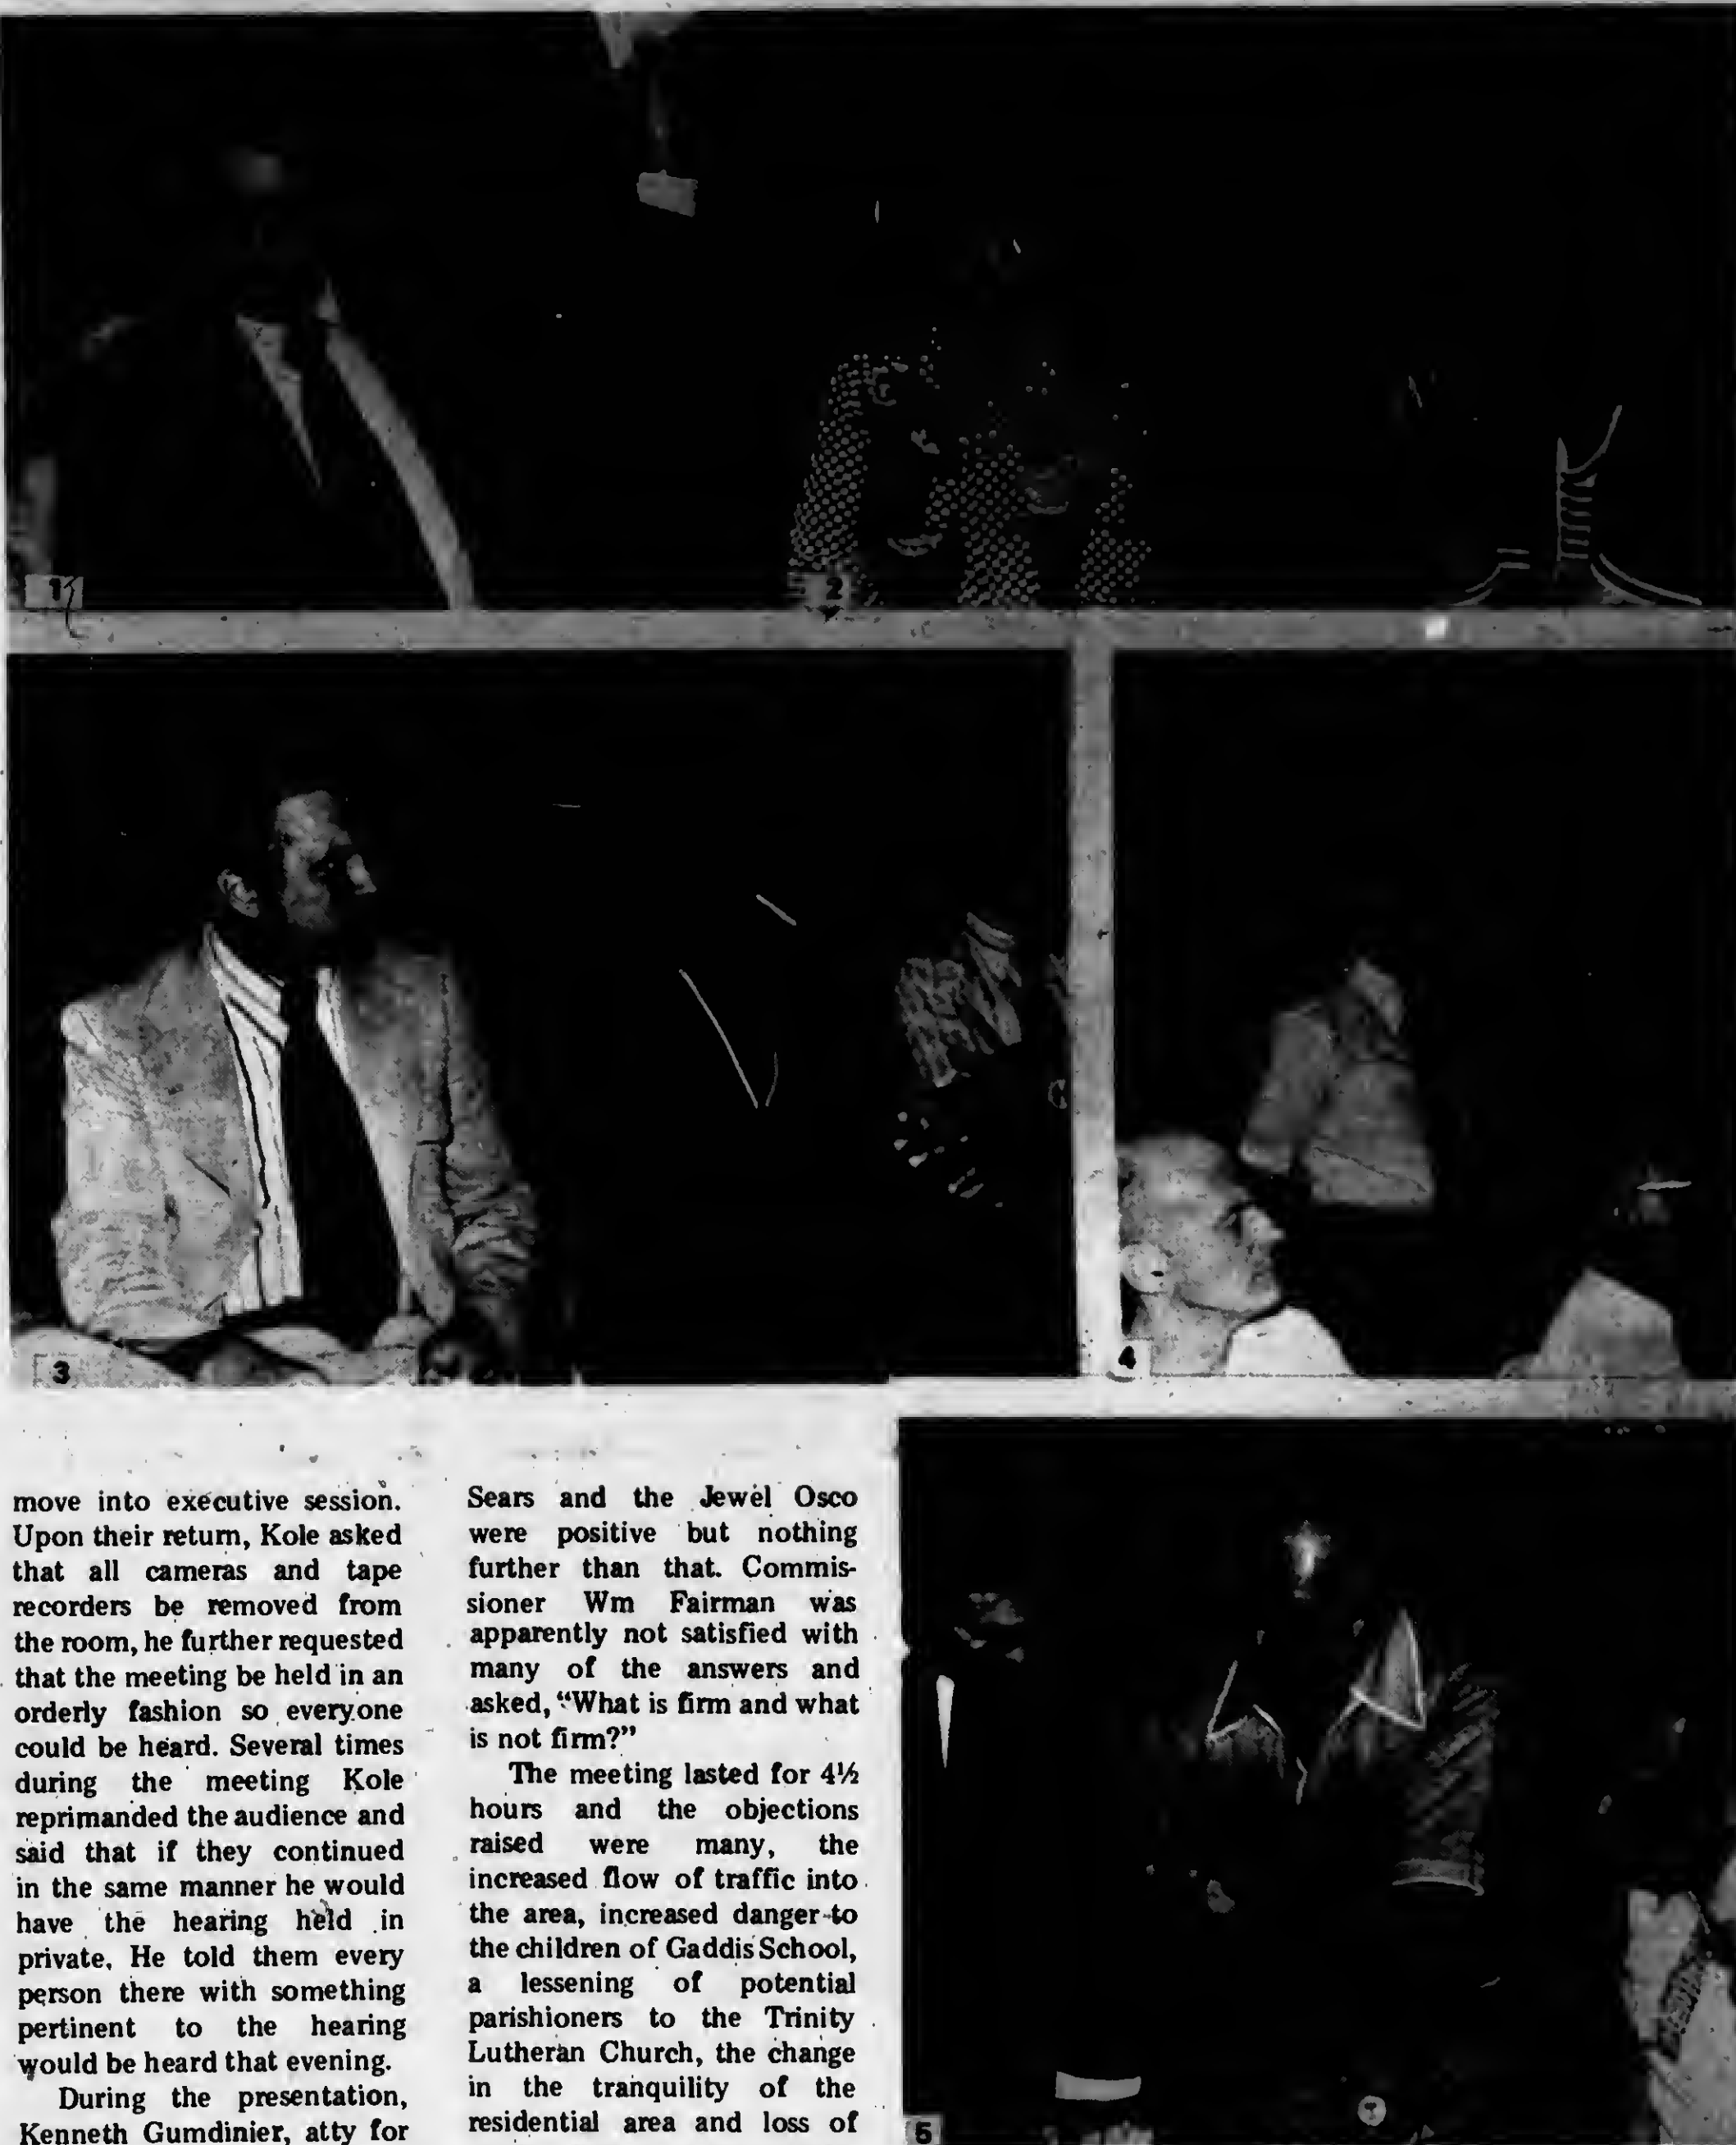 1
2
3
4
move into executive session.
Upon their return, Kole asked
that all cameras and tape
recorders be removed from
the room, he further requested
that the meeting be held in an
orderly fashion so everyone
could be heard. Several times
during the meeting Kole
reprimanded the audience and
said that if they continued
in the same manner he would
have the hearing held in
private. He told them every
person there with something
pertinent to the hearing
would be heard that evening.
During the presentation,
Kenneth Gumdinier, atty for
Sears and the Jewel Osco
were positive but nothing
further than that. Commis-
sioner Wm Fairman was
apparently not satisfied with
many of the answers and
asked, “What is firm and what
is not firm?”
The meeting lasted for 4½
hours and the objections
raised were many, the
increased flow of traffic into
the area, increased danger to
the children of Gaddis School,
a lessening of potential
parishioners to the Trinity
Lutheran Church, the change
in the tranquility of the
residential area and loss of
5